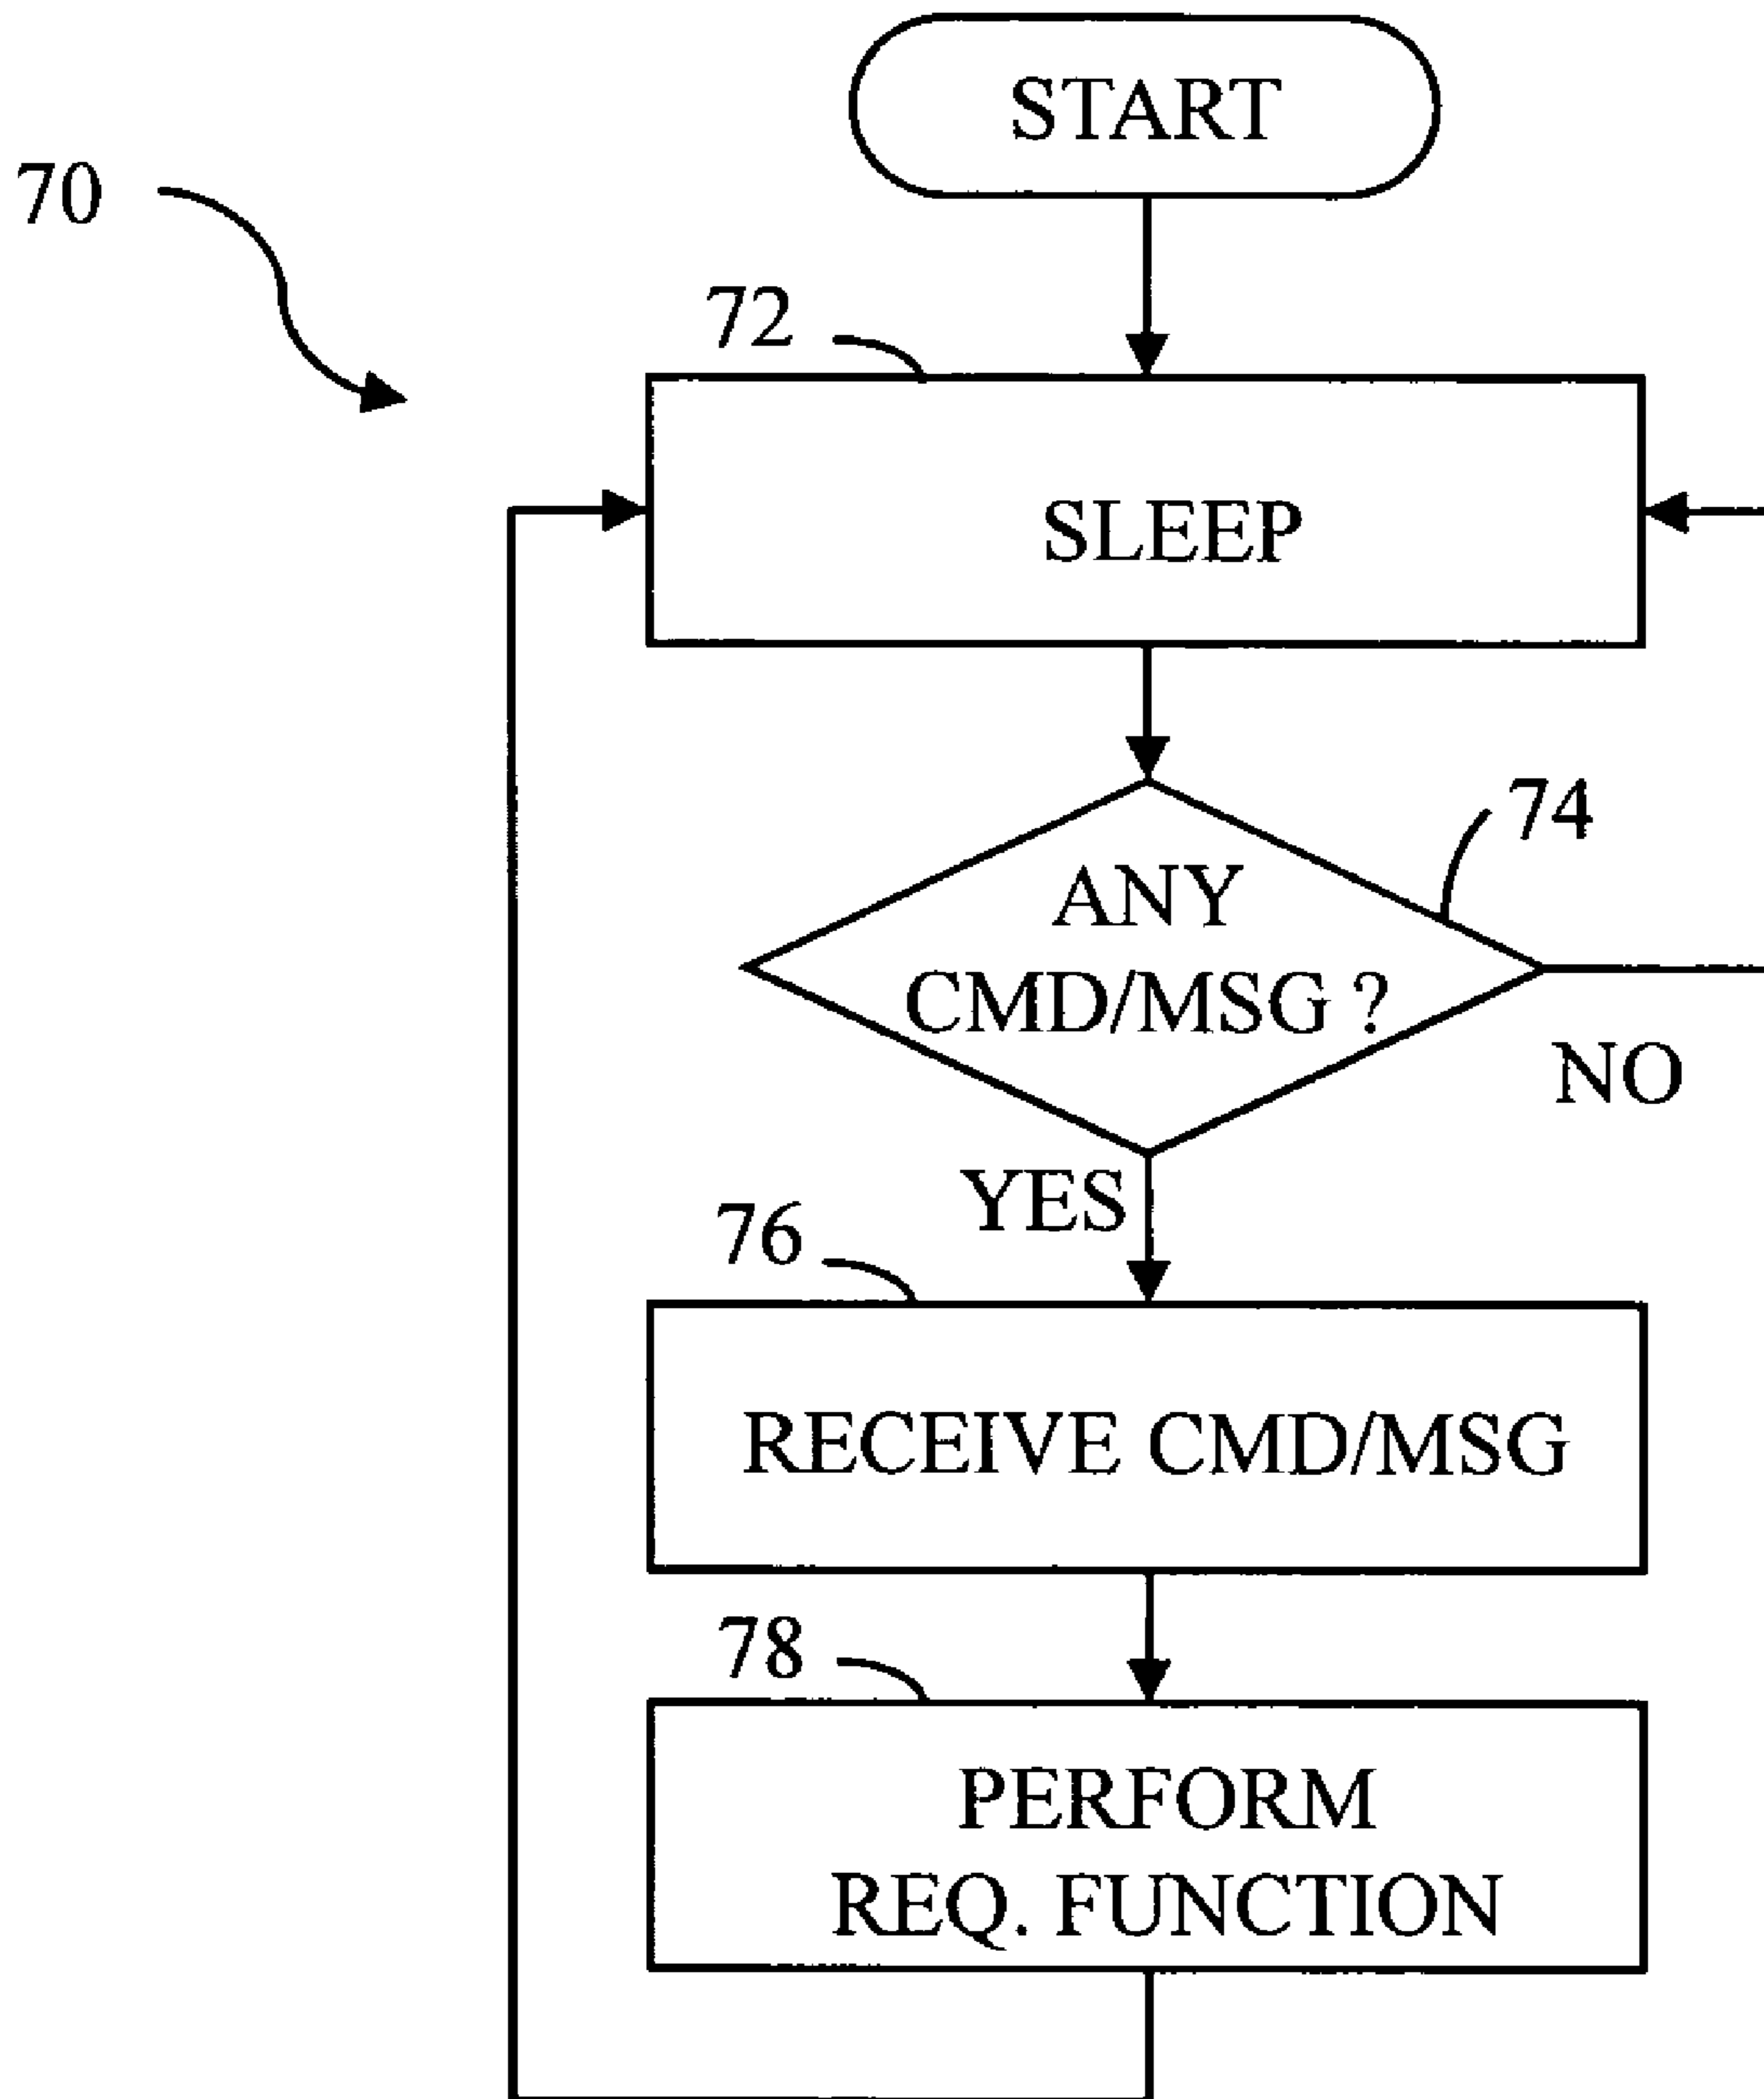 START
70
72
SLEEP
74
ANY
CMD/MSG ?
NO
YES
76
RECEIVE CMD/MSG
78
PERFORM
REQ. FUNCTION